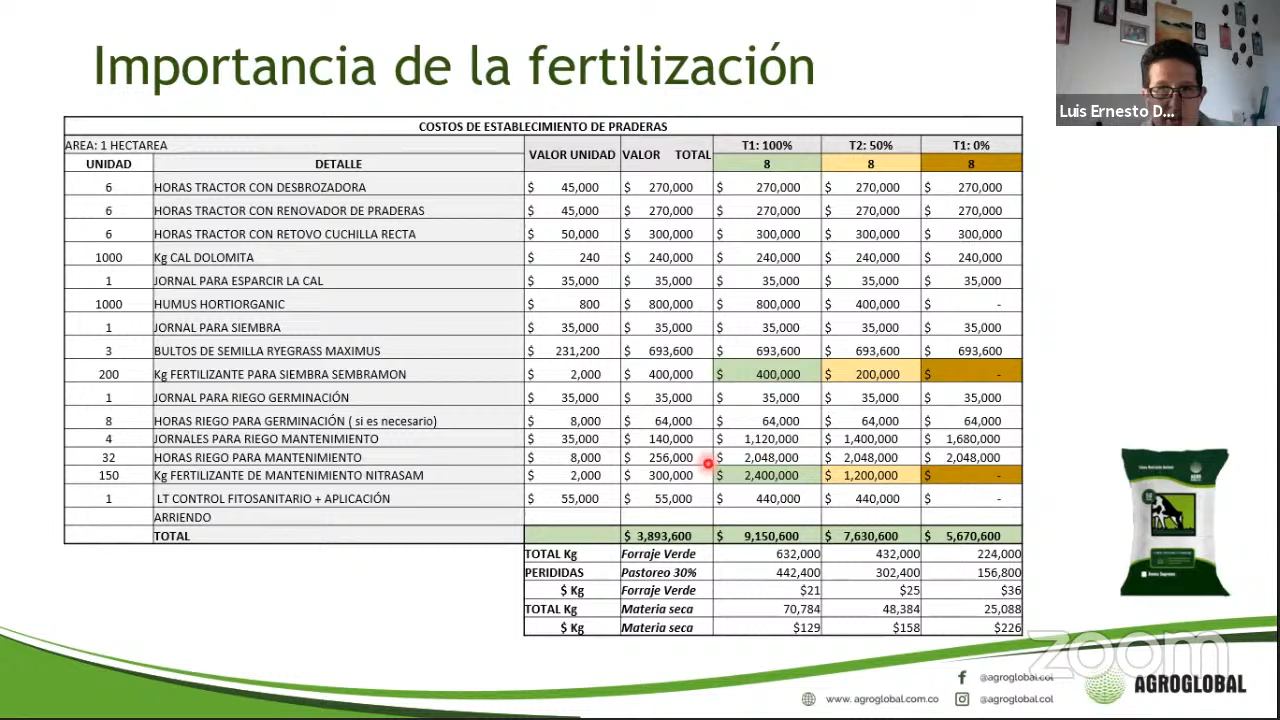 Importancia de la fertilización
Luis Ernesto D...
COSTOS DE ESTABLECIMIENTO DE PRADERAS
AREA: 1 HECTAREA VALOR UNIDAD VALOR TOTAL T1: 100% T2: 50% T1: 0%
UNIDAD DETALLE 8 8 8
6 HORAS TRACTOR CON DESBROZADORA $ 45,000 $ 270,000 $ 270,000 $ 270,000 $ 270,000
6 HORAS TRACTOR CON RENOVADOR DE PRADERAS $ 45,000 $ 270,000 $ 270,000 $ 270,000 $ 270,000
6 HORAS TRACTOR CON RETOVO CUCHILLA RECTA $ 50,000 $ 300,000 $ 300,000 $ 300,000 $ 300,000
1000 Kg CAL DOLOMITA $ 240 $ 240,000 $ 240,000 $ 240,000 $ 240,000
1 JORNAL PARA ESPARCIR LA CAL $ 35,000 $ 35,000 $ 35,000 $ 35,000 $ 35,000
1000 HUMUS HORTIORGANIC $ 800 $ 800,000 $ 800,000 $ 400,000 $ -
1 JORNAL PARA SIEMBRA $ 35,000 $ 35,000 $ 35,000 $ 35,000 $ 35,000
3 BULTOS DE SEMILLA RYEGRASS MAXIMUS $ 231,200 $ 693,600 $ 693,600 $ 693,600 $ 693,600
200 Kg FERTILIZANTE PARA SIEMBRA SEMBRAMON $ 2,000 $ 400,000 $ 400,000 $ 200,000 $ -
1 JORNAL PARA RIEGO GERMINACIÓN $ 35,000 $ 35,000 $ 35,000 $ 35,000 $ 35,000
8 HORAS RIEGO PARA GERMINACIÓN ( si es necesario) $ 8,000 $ 64,000 $ 64,000 $ 64,000 $ 64,000
4 JORNALES PARA RIEGO MANTENIMIENTO $ 35,000 $ 140,000 $ 1,120,000 $ 1,400,000 $ 1,680,000
32 HORAS RIEGO PARA MANTENIMIENTO $ 8,000 $ 256,000 $ 2,048,000 $ 2,048,000 $ 2,048,000
150 Kg FERTILIZANTE DE MANTENIMIENTO NITRASAM $ 2,000 $ 300,000 $ 2,400,000 $ 1,200,000 $ -
1 LT CONTROL FITOSANITARIO + APLICACIÓN $ 55,000 $ 55,000 $ 440,000 $ 440,000 $ -
ARRIENDO
TOTAL $ 3,893,600 $ 9,150,600 $ 7,630,600 $ 5,670,600
TOTAL Kg Forraje Verde 632,000 432,000 224,000
PERIDIDAS Pastoreo 30% 442,400 302,400 156,800
$ Kg Forraje Verde $21 $25 $36
TOTAL Kg Materia seca 70,784 48,384 25,088
$ Kg Materia seca $129 $158 $226
zoom
@agroglobal.col
www. agroglobal.com.co @agroglobal.col
AGROGLOBAL